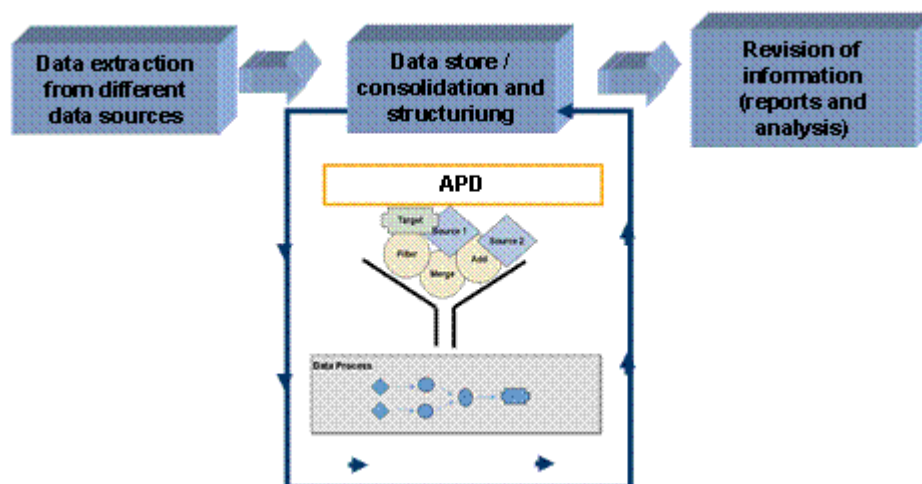 Data extraction
from different
data sources
Data store /
consolidation and
structuriung
Revision of
information
(reports and
analysis)
APD
Target
Source 1
Source 2
Filter
Merge
Add
Data Process